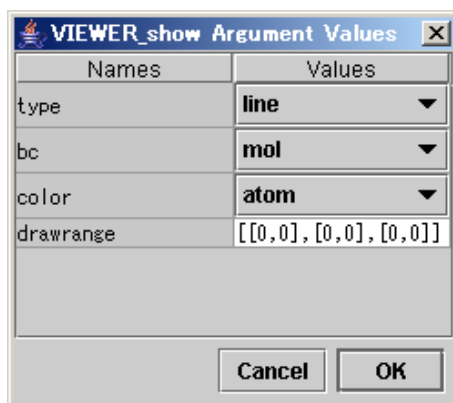 VIEWER_show Argument Values
Names Values
type line
bc mol
color atom
drawrange [[0,0],[0,0],[0,0]]
Cancel OK